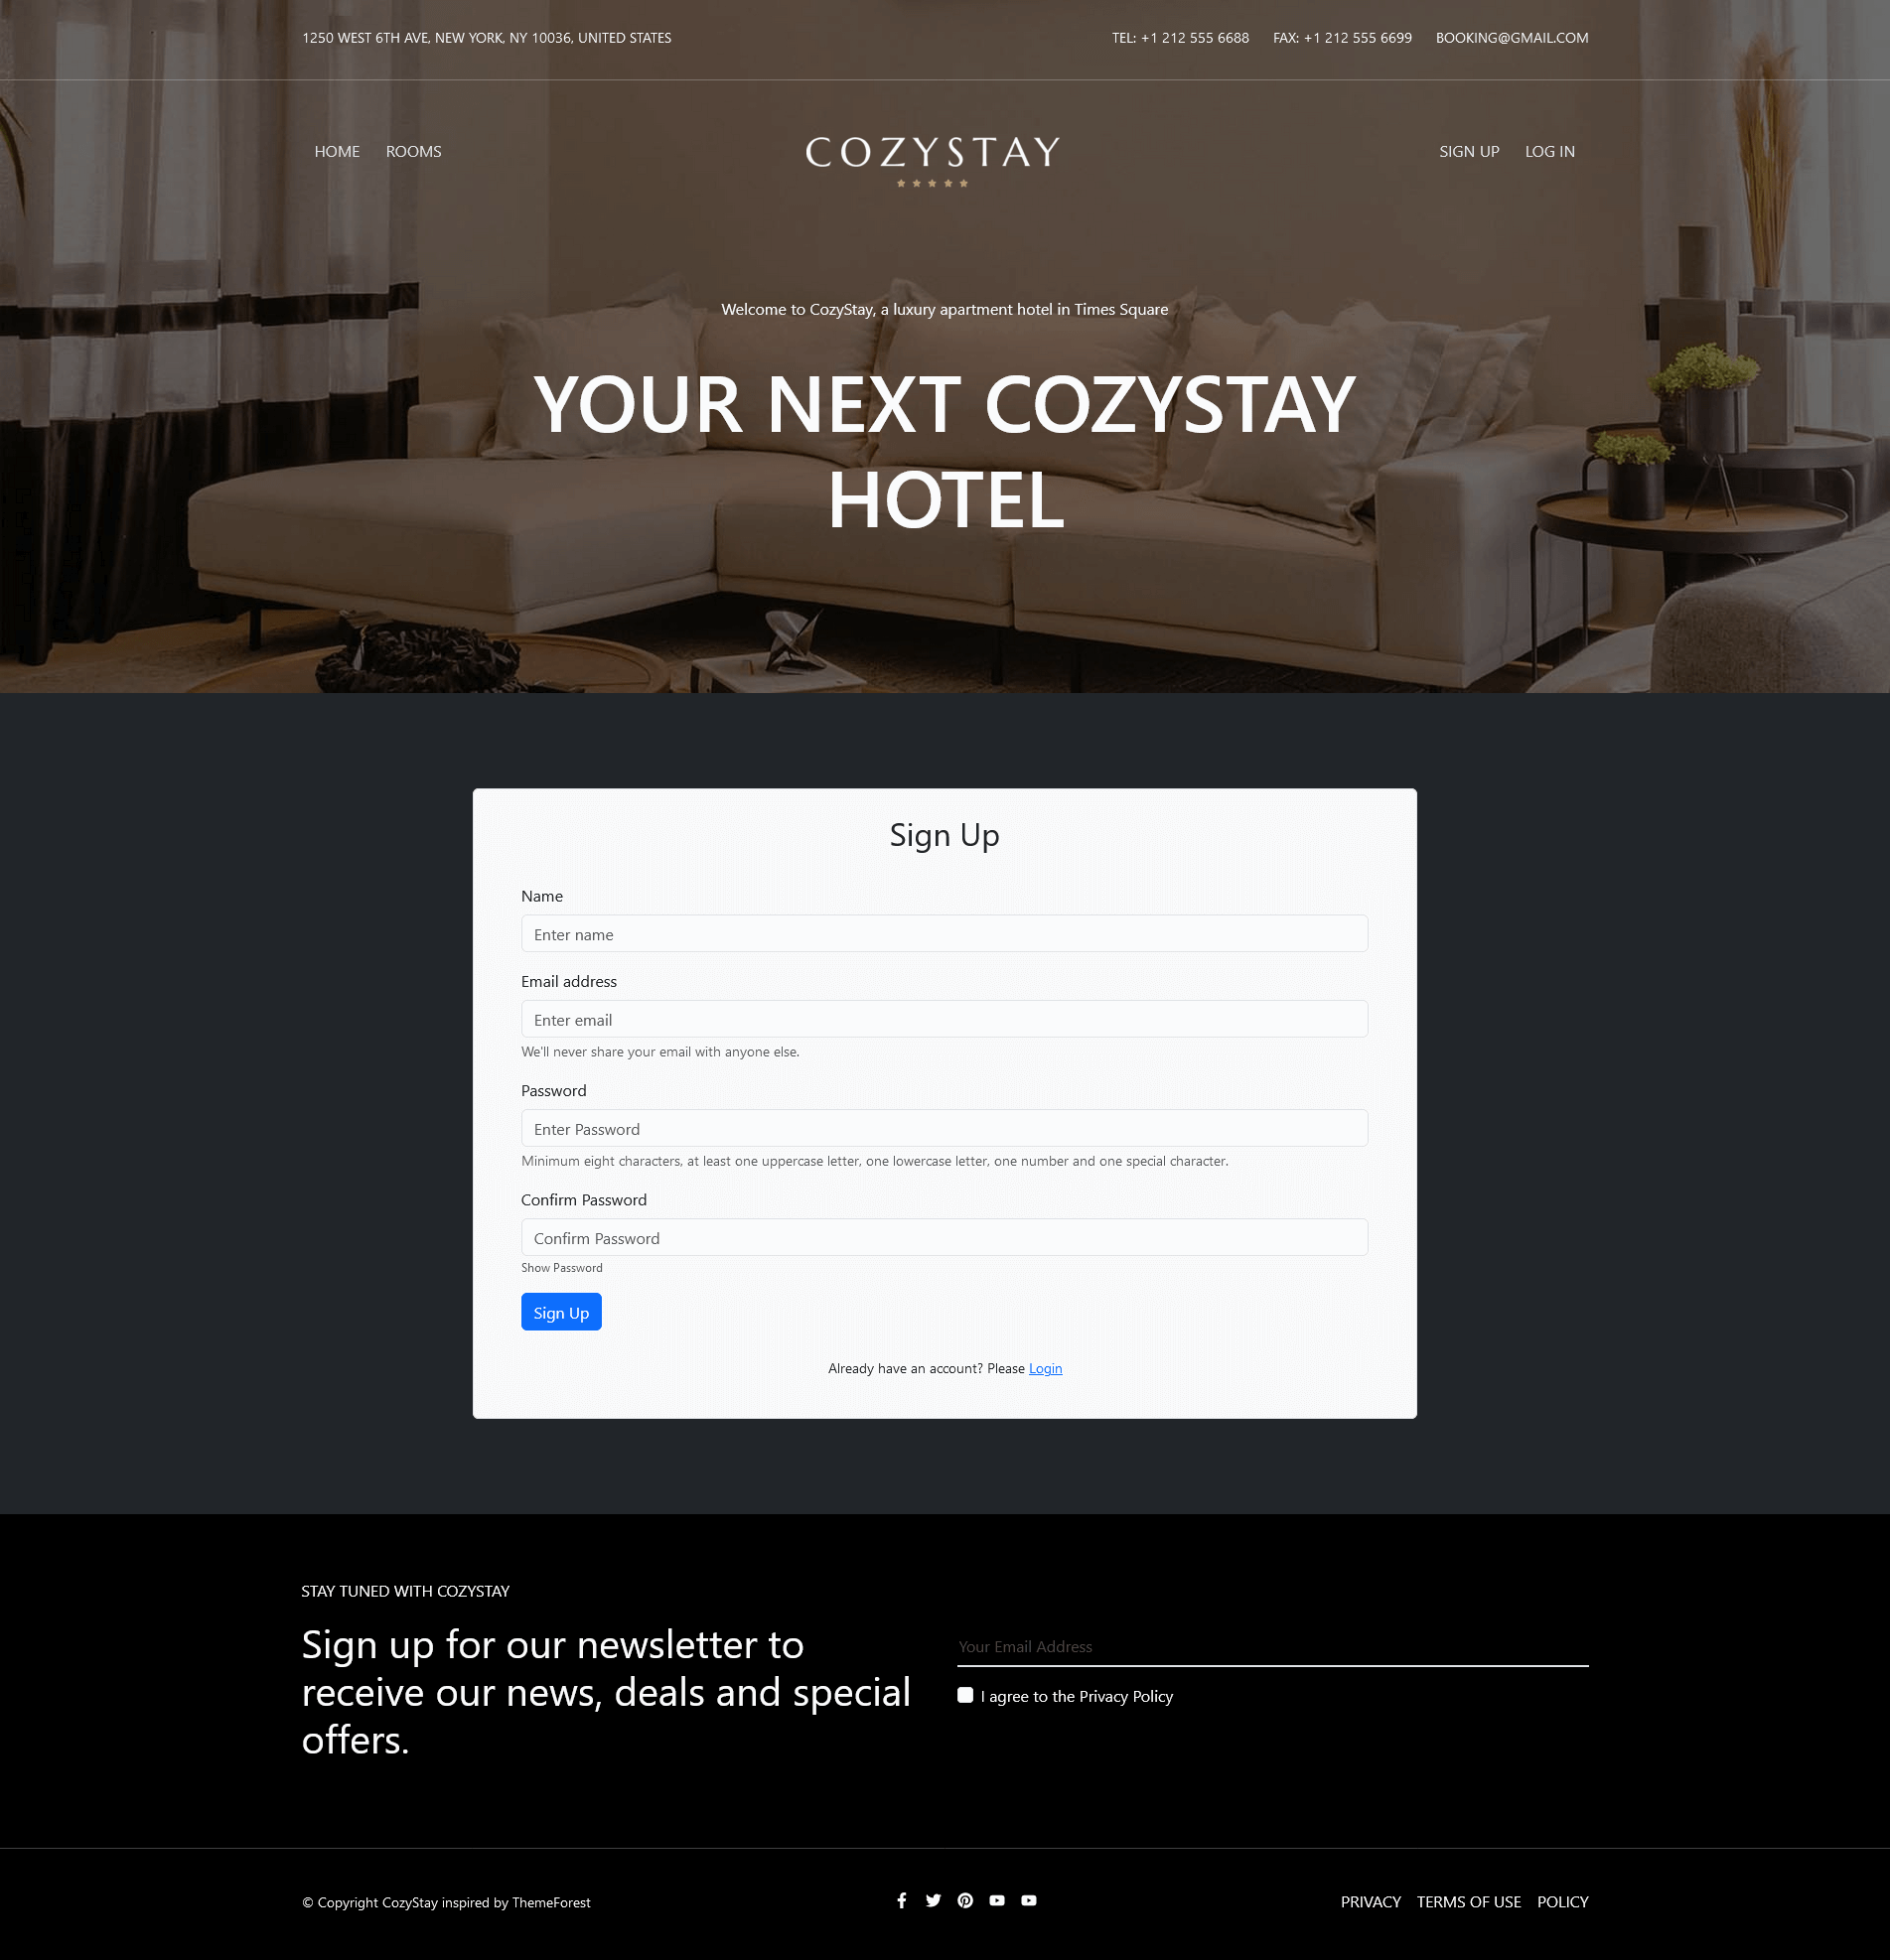 1250 WEST 6TH AVE, NEW YORK, NY 10036, UNITED STATES
TEL: +1 212 555 6688 FAX: +1 212 555 6699 BOOKING@GMAIL.COM
HOME ROOMS
COZYSTAY
SIGN UP LOG IN
Welcome to CozyStay, a luxury apartment hotel in Times Square
YOUR NEXT COZYSTAY
HOTEL
Sign Up
Name
Enter name
Email address
Enter email
We'll never share your email with anyone else.
Password
Enter Password
Minimum eight characters, at least one uppercase letter, one lowercase letter, one number and one special character.
Confirm Password
Confirm Password
Show Password
Sign Up
Already have an account? Please Login
STAY TUNED WITH COZYSTAY
Sign up for our newsletter to
receive our news, deals and special
offers.
Your Email Address
I agree to the Privacy Policy
© Copyright CozyStay inspired by ThemeForest
PRIVACY TERMS OF USE POLICY